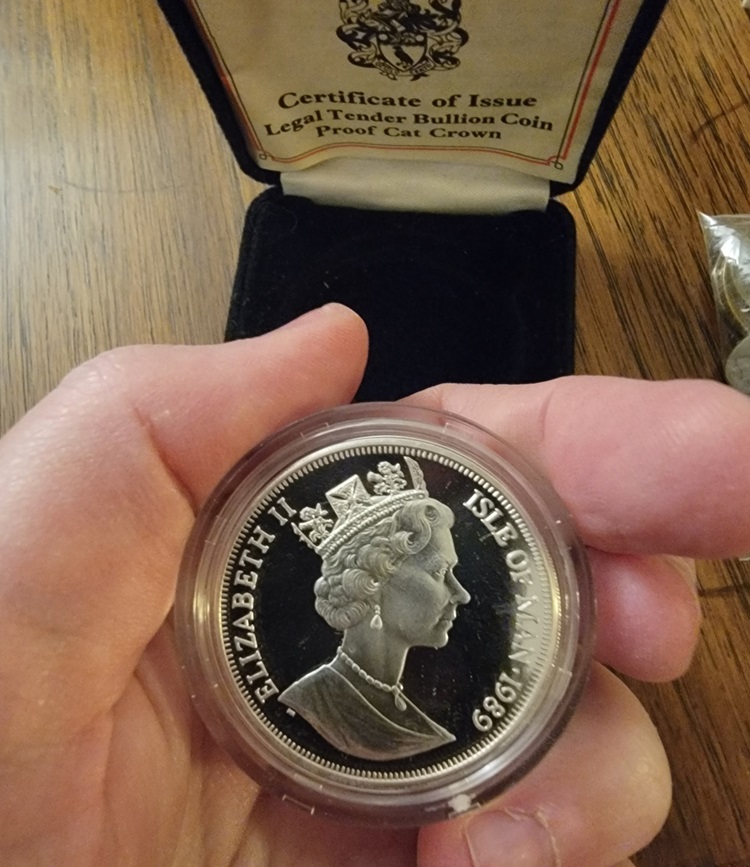 Certificate of Issue
Legal Tender Bullion Coin
Proof Cat Crown
ELIZABETH II
ISLE OF MAN · 1989